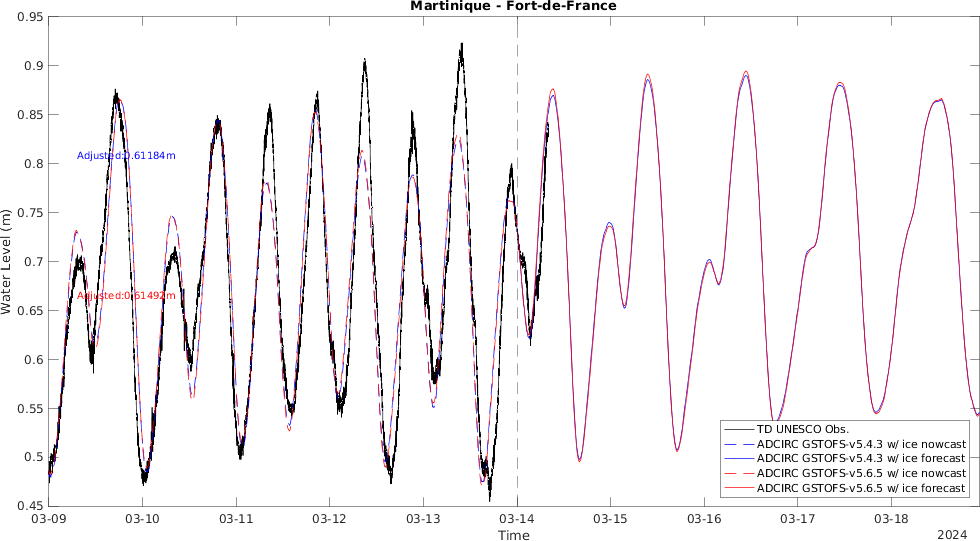 Martinique - Fort-de-France
0.95
0.9
0.85
0.8
0.75
0.7
0.65
0.6
0.55
0.5
0.45
Water Level (m)
Adjusted:0.61184m
Adjusted:0.61492m
TD UNESCO Obs.
ADCIRC GSTOFS-v5.4.3 w/ ice nowcast
ADCIRC GSTOFS-v5.4.3 w/ ice forecast
ADCIRC GSTOFS-v5.6.5 w/ ice nowcast
ADCIRC GSTOFS-v5.6.5 w/ ice forecast
03-09 03-10 03-11 03-12 03-13 03-14 03-15 03-16 03-17 03-18
Time
2024